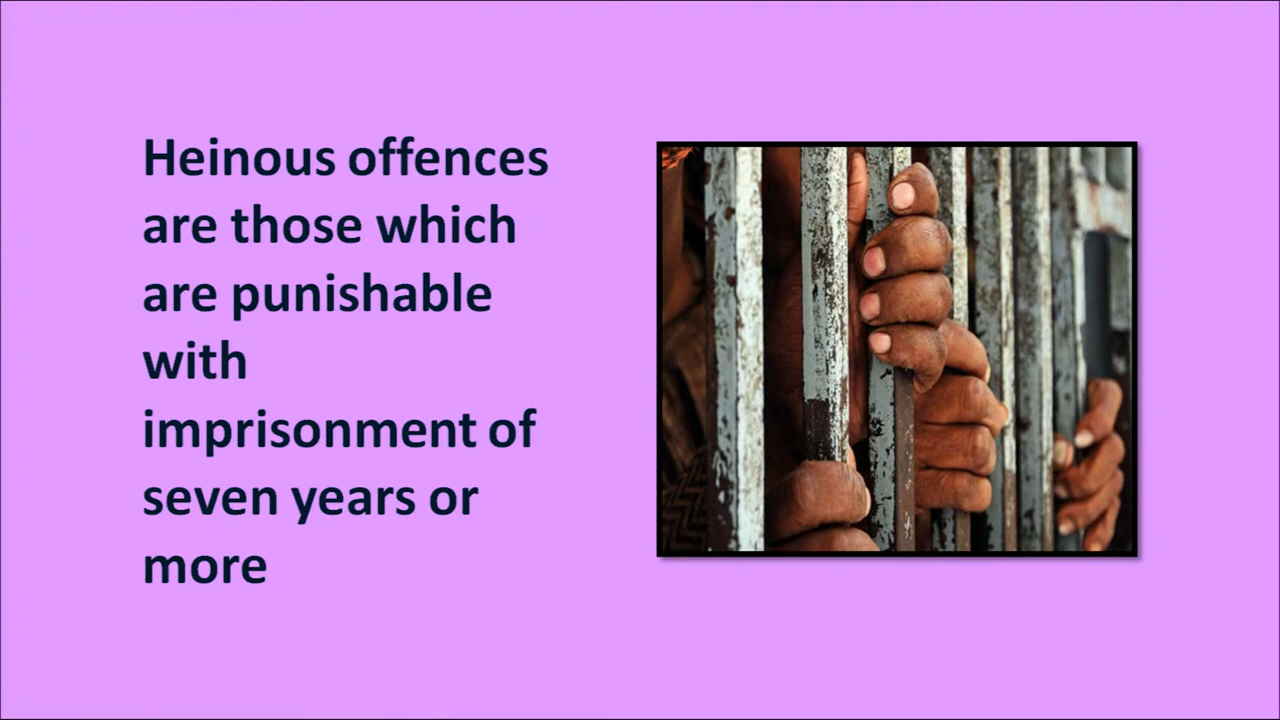 Heinous offences
are those which
are punishable
with
imprisonment of
seven years or
more